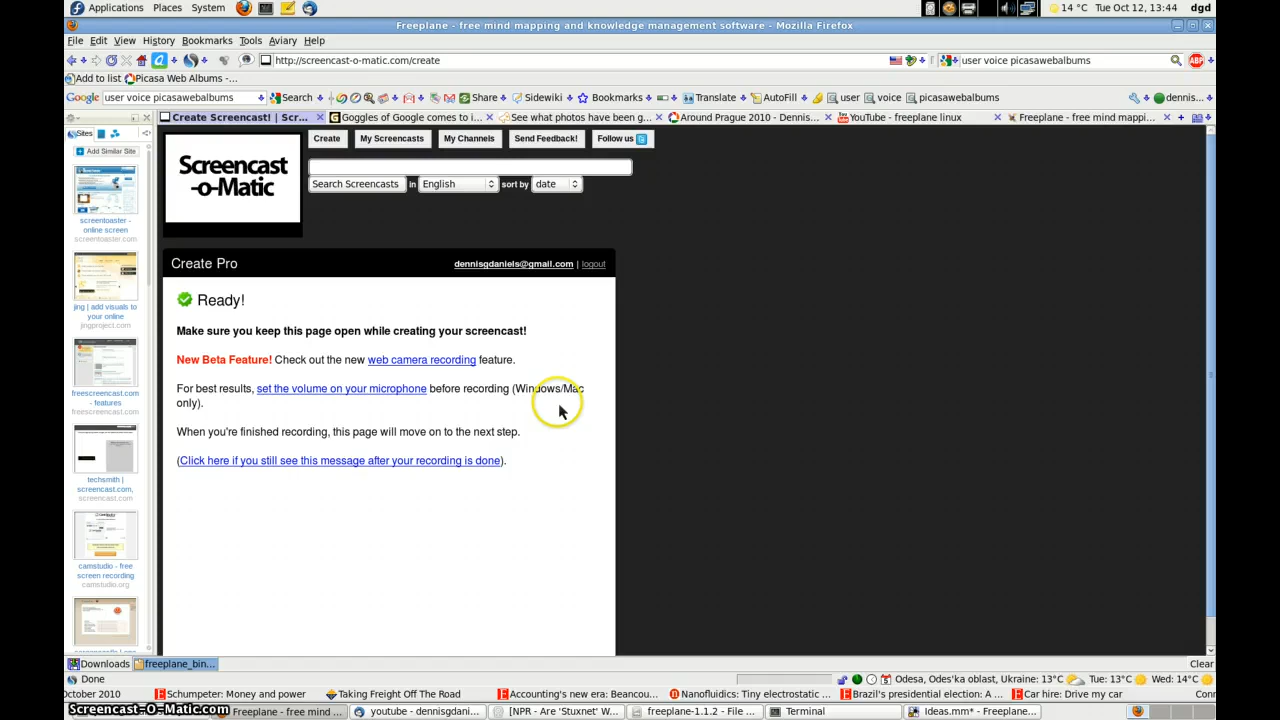 Applications Places System 14 °C Tue Oct 12, 13:44 dgd
Freeplane - free mind mapping and knowledge management software - Mozilla Firefox
File Edit View History Bookmarks Tools Aviary Help
http://screencast-o-matic.com/create
user voice picasawebalbums
Add to list Picasa Web Albums -...
Google user voice picasawebalbums Search Share Sidewiki Bookmarks Translate AutoFill user voice picasawebalbums dennis...
Create Screencast! | Scr... Goggles of Google comes to i... See what photos have been g... Around Prague 2010 - Dennis... YouTube - freeplane linux Freeplane - free mind mappi...
Sites
Add Similar Site
screentoaster -
online screen
screentoaster.com
jing | add visuals to
your online
jingproject.com
freescreencast.com
- features
freescreencast.com
techsmith |
screencast.com,
screencast.com
camstudio - free
screen recording
camstudio.org
Screencast
-o-Matic
Create My Screencasts My Channels Send Feedback! Follow us
Search Screencasts in English sort by date
Create Pro dennisgdaniels@gmail.com | logout
Ready!
Make sure you keep this page open while creating your screencast!
New Beta Feature! Check out the new web camera recording feature.
For best results, set the volume on your microphone before recording (Windows/Mac
only).
When you're finished recording, this page will move on to the next step.
(Click here if you still see this message after your recording is done).
Downloads freeplane_bin... Clear
Done Odesa, Odes'ka oblast, Ukraine: 13°C Tue: 13°C Wed: 14°C
October 2010 Schumpeter: Money and power Taking Freight Off The Road Accounting's new era: Beancou... Nanofluidics: Tiny electrostatic ... Brazil's presidential election: A ... Car hire: Drive my car Conr
Screencast-O-Matic.com Freeplane - free mind ... youtube - dennisgdani... [NPR - Are 'Stuxnet' W... freeplane-1.1.2 - File ... Terminal Ideas.mm* - Freeplane...